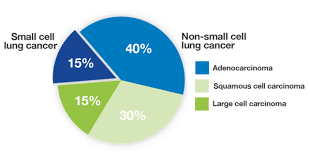 Small cell
lung cancer
Non-small cell
lung cancer
40%
15%
15%
30%
Adenocarcinoma
Squamous cell carcinoma
Large cell carcinoma